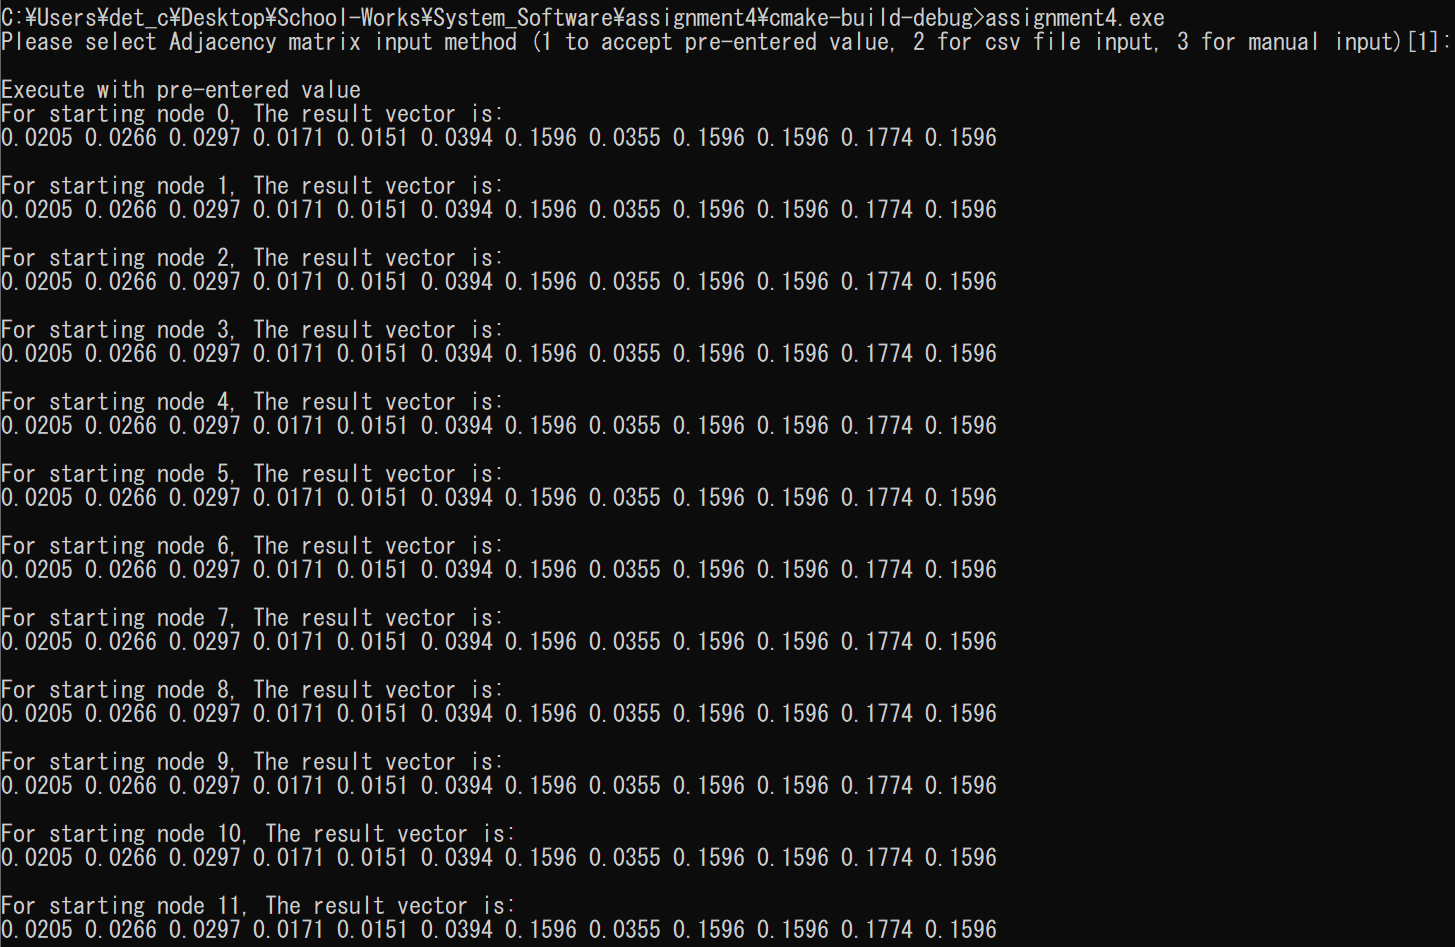 C:¥Users¥det_c¥Desktop¥School-Works¥System_Software¥assignment4¥cmake-build-debug>assignment4.exe
Please select Adjacency matrix input method (1 to accept pre-entered value, 2 for csv file input, 3 for manual input)[1]:
Execute with pre-entered value
For starting node 0, The result vector is:
0.0205 0.0266 0.0297 0.0171 0.0151 0.0394 0.1596 0.0355 0.1596 0.1596 0.1774 0.1596
For starting node 1, The result vector is:
0.0205 0.0266 0.0297 0.0171 0.0151 0.0394 0.1596 0.0355 0.1596 0.1596 0.1774 0.1596
For starting node 2, The result vector is:
0.0205 0.0266 0.0297 0.0171 0.0151 0.0394 0.1596 0.0355 0.1596 0.1596 0.1774 0.1596
For starting node 3, The result vector is:
0.0205 0.0266 0.0297 0.0171 0.0151 0.0394 0.1596 0.0355 0.1596 0.1596 0.1774 0.1596
For starting node 4, The result vector is:
0.0205 0.0266 0.0297 0.0171 0.0151 0.0394 0.1596 0.0355 0.1596 0.1596 0.1774 0.1596
For starting node 5, The result vector is:
0.0205 0.0266 0.0297 0.0171 0.0151 0.0394 0.1596 0.0355 0.1596 0.1596 0.1774 0.1596
For starting node 6, The result vector is:
0.0205 0.0266 0.0297 0.0171 0.0151 0.0394 0.1596 0.0355 0.1596 0.1596 0.1774 0.1596
For starting node 7, The result vector is:
0.0205 0.0266 0.0297 0.0171 0.0151 0.0394 0.1596 0.0355 0.1596 0.1596 0.1774 0.1596
For starting node 8, The result vector is:
0.0205 0.0266 0.0297 0.0171 0.0151 0.0394 0.1596 0.0355 0.1596 0.1596 0.1774 0.1596
For starting node 9, The result vector is:
0.0205 0.0266 0.0297 0.0171 0.0151 0.0394 0.1596 0.0355 0.1596 0.1596 0.1774 0.1596
For starting node 10, The result vector is:
0.0205 0.0266 0.0297 0.0171 0.0151 0.0394 0.1596 0.0355 0.1596 0.1596 0.1774 0.1596
For starting node 11, The result vector is:
0.0205 0.0266 0.0297 0.0171 0.0151 0.0394 0.1596 0.0355 0.1596 0.1596 0.1774 0.1596